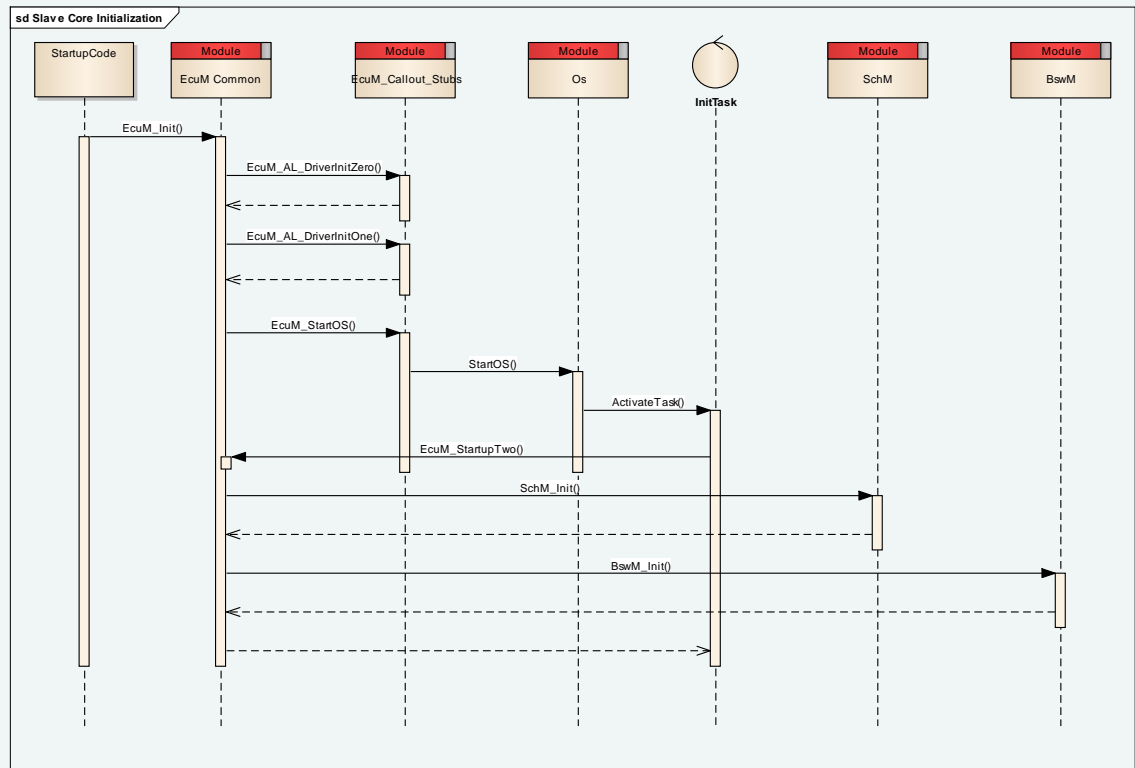 sd Slave Core Initialization
StartupCode
Module
EcuM Common
Module
EcuM_Callout_Stubs
Module
Os
InitTask
Module
SchM
Module
BswM
EcuM_Init()
EcuM_AL_DriverInitZero()
EcuM_AL_DriverInitOne()
EcuM_StartOS()
StartOS()
ActivateTask()
EcuM_StartupTwo()
SchM_Init()
BswM_Init()